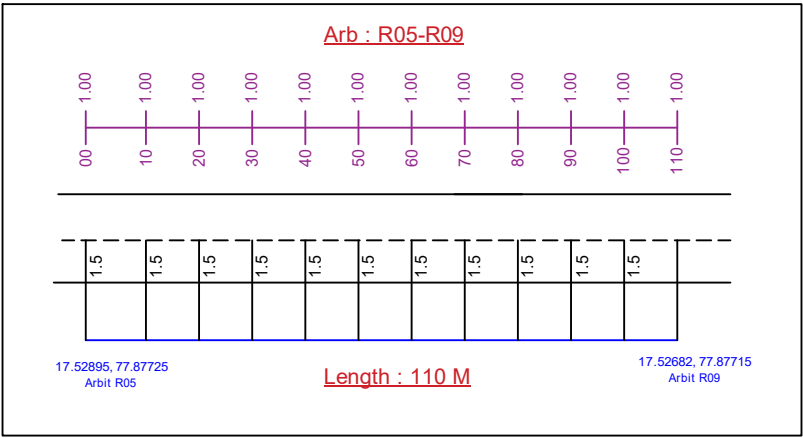 Arb : R05-R09
1.00 1.00 1.00 1.00 1.00 1.00 1.00 1.00 1.00 1.00 1.00 1.00
00 10 20 30 40 50 60 70 80 90 100 110
1.5 1.5 1.5 1.5 1.5 1.5 1.5 1.5 1.5 1.5 1.5
17.52895, 77.87725
Arbit R05
Length : 110 M
17.52682, 77.87715
Arbit R09